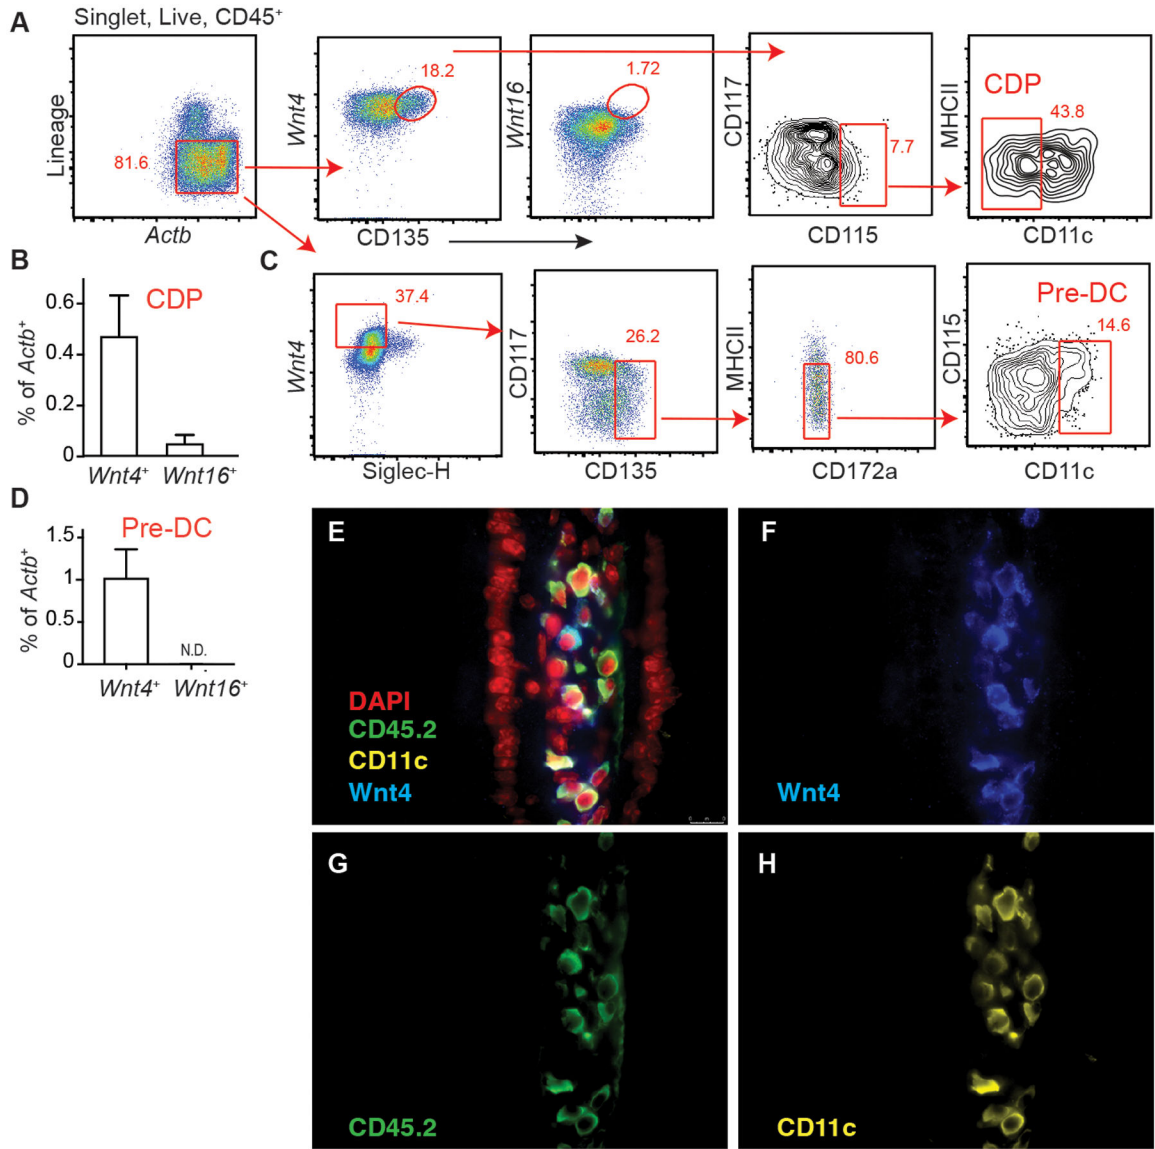 A
Singlet, Live, CD45⁺
Lineage
81.6
Actb
Wnt4
18.2
CD135
Wnt16
1.72
CD117
7.7
CD115
MHCII
CDP
43.8
CD11c
B
CDP
% of Actb⁺
0.6
0.4
0.2
0
Wnt4⁺ Wnt16⁺
C
Wnt4
37.4
Siglec-H
CD117
26.2
CD135
MHCII
80.6
CD172a
CD115
Pre-DC
14.6
CD11c
D
Pre-DC
% of Actb⁺
1.5
1
0.5
0
N.D.
Wnt4⁺ Wnt16⁺
E
DAPI
CD45.2
CD11c
Wnt4
F
Wnt4
G
CD45.2
H
CD11c